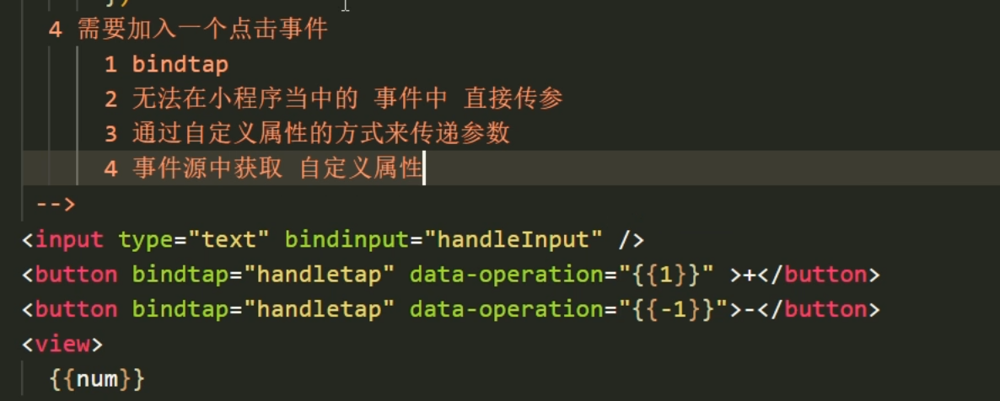 })
4 需要加入一个点击事件
1 bindtap
2 无法在小程序当中的 事件中 直接传参
3 通过自定义属性的方式来传递参数
4 事件源中获取 自定义属性
-->
<input type="text" bindinput="handleInput" />
<button bindtap="handletap" data-operation="{{1}}" >+</button>
<button bindtap="handletap" data-operation="{{-1}}">-</button>
<view>
{{num}}